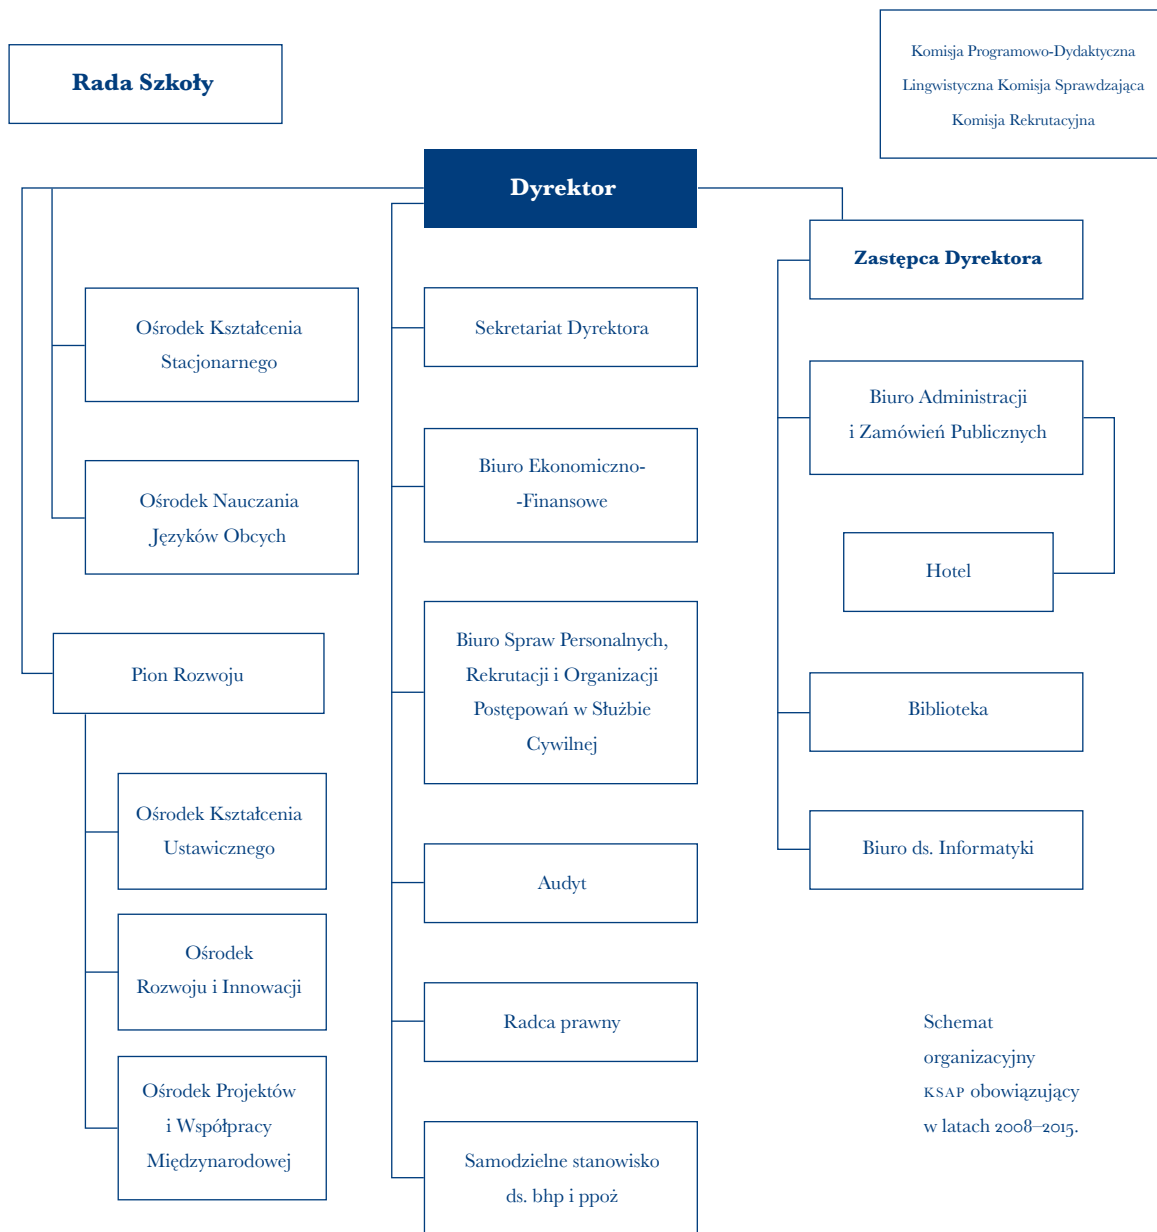 Rada Szkoły
Komisja Programowo-Dydaktyczna
Lingwistyczna Komisja Sprawdzająca
Komisja Rekrutacyjna
Dyrektor
Zastępca Dyrektora
Ośrodek Kształcenia
Stacjonarnego
Ośrodek Nauczania
Języków Obcych
Pion Rozwoju
Ośrodek Kształcenia
Ustawicznego
Ośrodek
Rozwoju i Innowacji
Ośrodek Projektów
i Współpracy
Międzynarodowej
Sekretariat Dyrektora
Biuro Ekonomiczno-
-Finansowe
Biuro Spraw Personalnych,
Rekrutacji i Organizacji
Postępowań w Służbie
Cywilnej
Audyt
Radca prawny
Samodzielne stanowisko
ds. bhp i ppoż
Biuro Administracji
i Zamówień Publicznych
Hotel
Biblioteka
Biuro ds. Informatyki
Schemat
organizacyjny
KSAP obowiązujący
w latach 2008–2015.